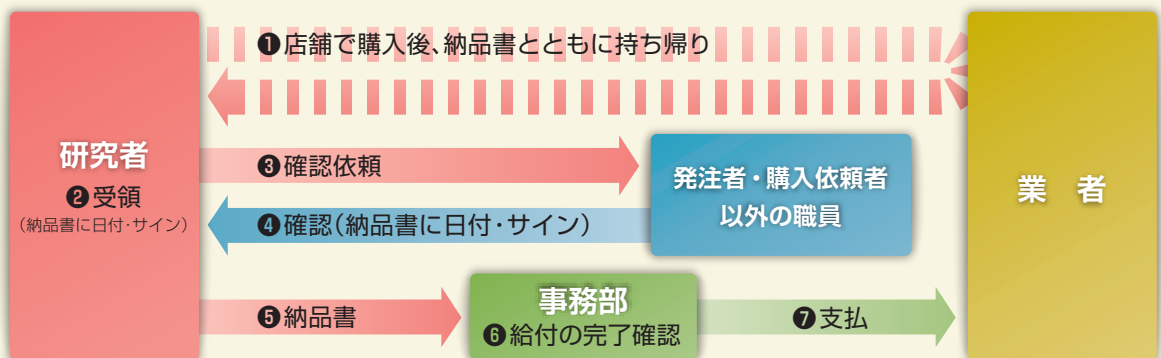 ❶店舗で購入後、納品書とともに持ち帰り
研究者
❷受領
（納品書に日付・サイン）
❸確認依頼
❹確認（納品書に日付・サイン）
発注者・購入依頼者
以外の職員
業　者
❺納品書
事務部
❻給付の完了確認
❼支払